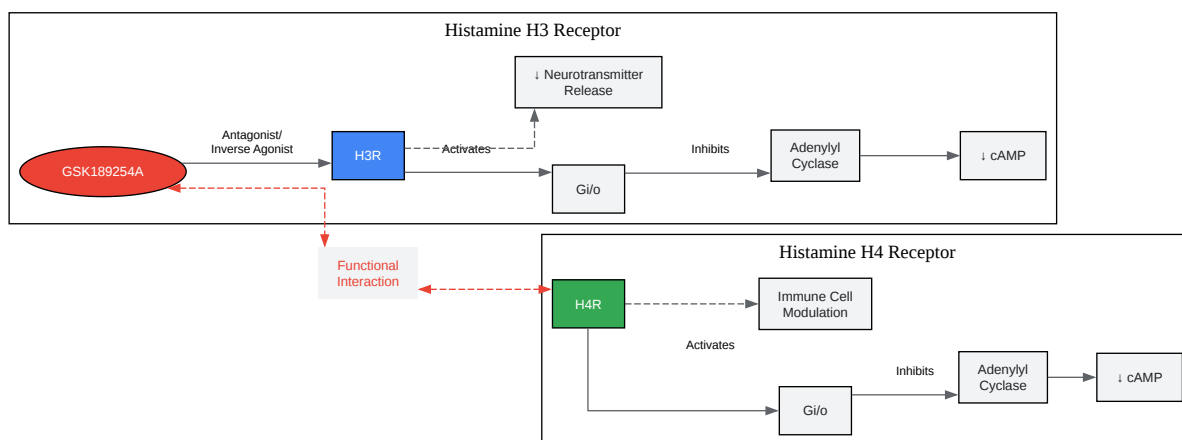 Histamine H3 Receptor
↓ Neurotransmitter
Release
Antagonist/
Inverse Agonist
GSK189254A
H3R
Activates
Gi/o
Inhibits
Adenylyl
Cyclase
↓ cAMP
Functional
Interaction
Histamine H4 Receptor
H4R
Immune Cell
Modulation
Activates
Gi/o
Inhibits
Adenylyl
Cyclase
↓ cAMP